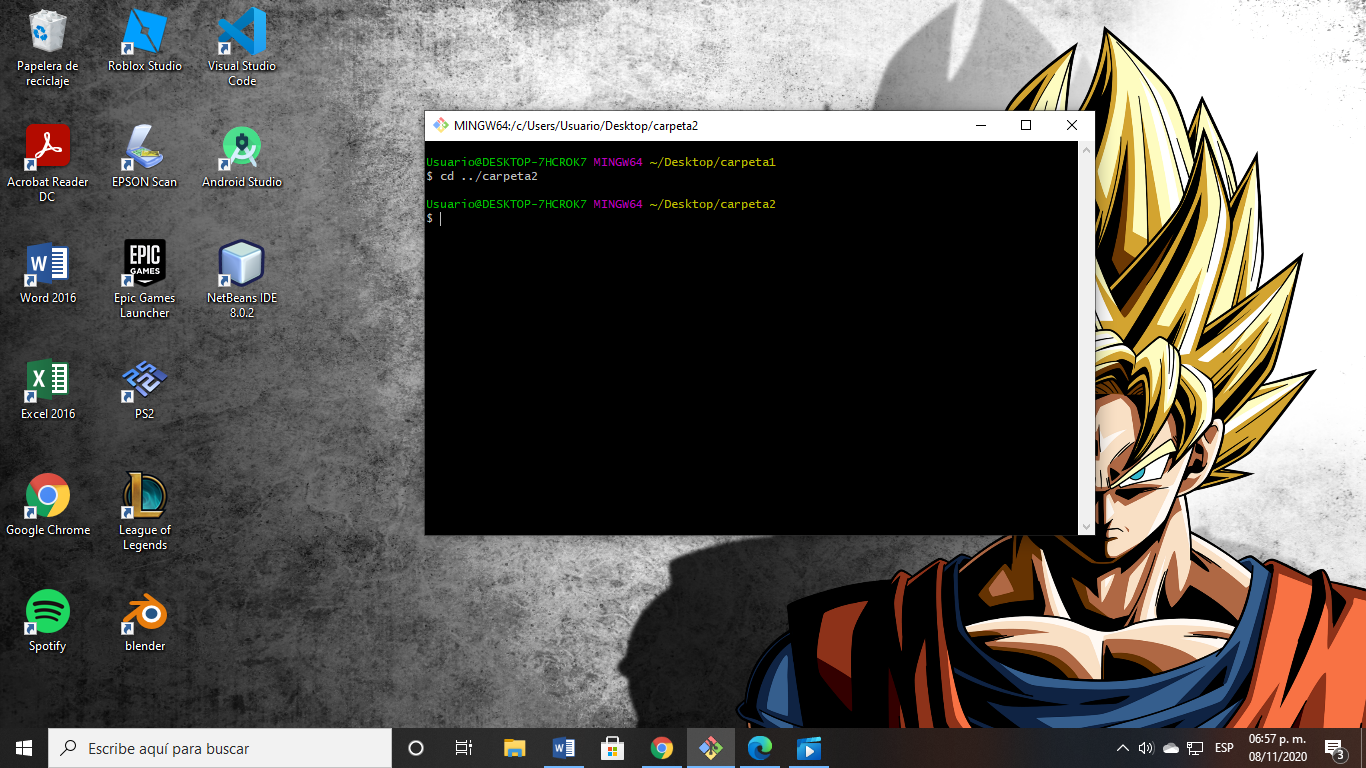 Papelera de
reciclaje
Roblox Studio
Visual Studio
Code
Acrobat Reader
DC
EPSON Scan
Android Studio
Word 2016
EPIC
GAMES
Epic Games
Launcher
NetBeans IDE
8.0.2
Excel 2016
PS2
Google Chrome
League of
Legends
Spotify
blender
MINGW64:/c/Users/Usuario/Desktop/carpeta2
Usuario@DESKTOP-7HCROK7 MINGW64 ~/Desktop/carpeta1
$ cd ../carpeta2
Usuario@DESKTOP-7HCROK7 MINGW64 ~/Desktop/carpeta2
$
Escribe aquí para buscar
ESP
06:57 p. m.
08/11/2020
3